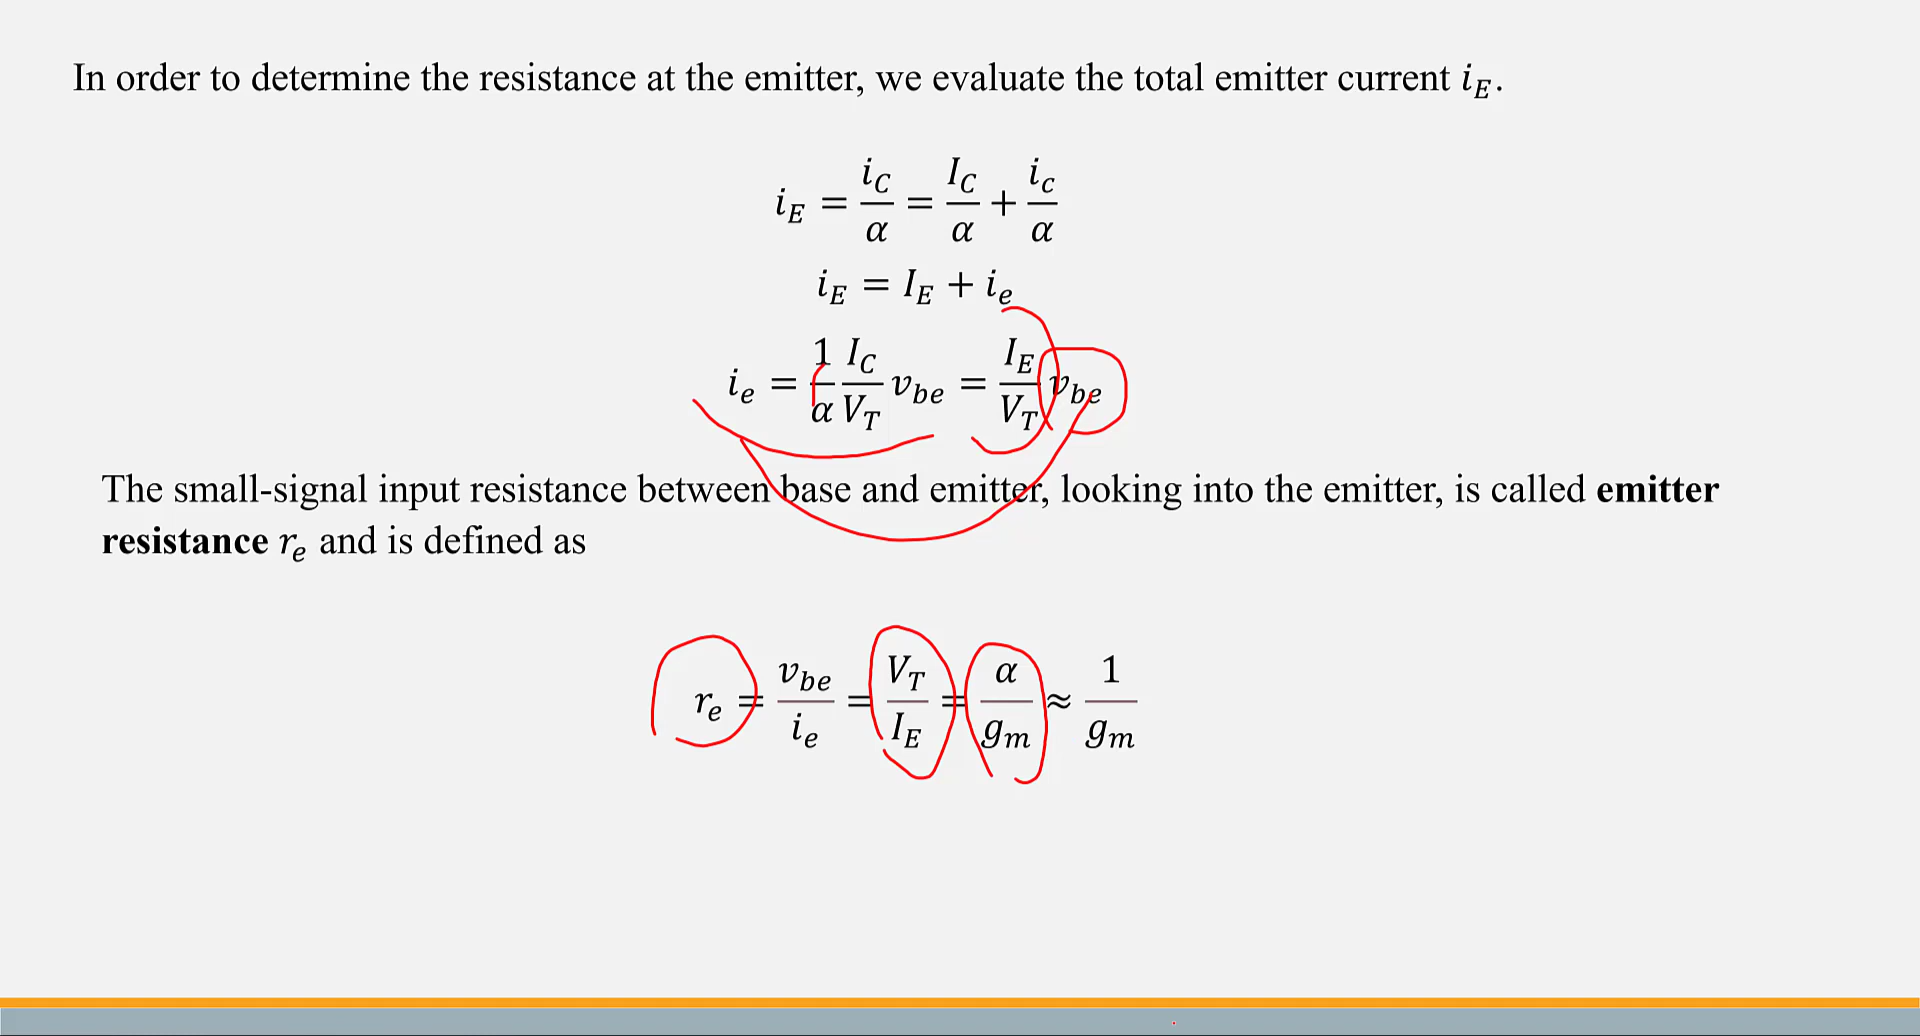 In order to determine the resistance at the emitter, we evaluate the total emitter current i_E.
i_E = i_C/α = I_C/α + i_c/α
i_E = I_E + i_e
i_e = 1/α I_C/V_T v_be = I_E/V_T v_be
The small-signal input resistance between base and emitter, looking into the emitter, is called emitter
resistance r_e and is defined as
r_e = v_be/i_e = V_T/I_E = α/g_m ≈ 1/g_m